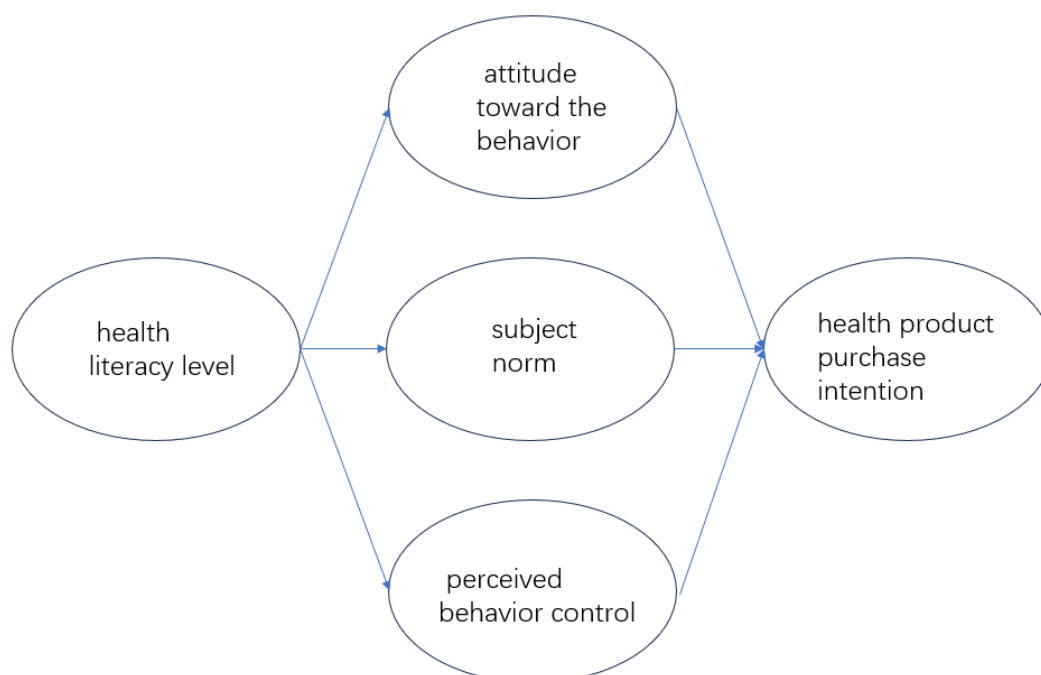 attitude
toward the
behavior
health
literacy level
subject
norm
health product
purchase
intention
perceived
behavior control